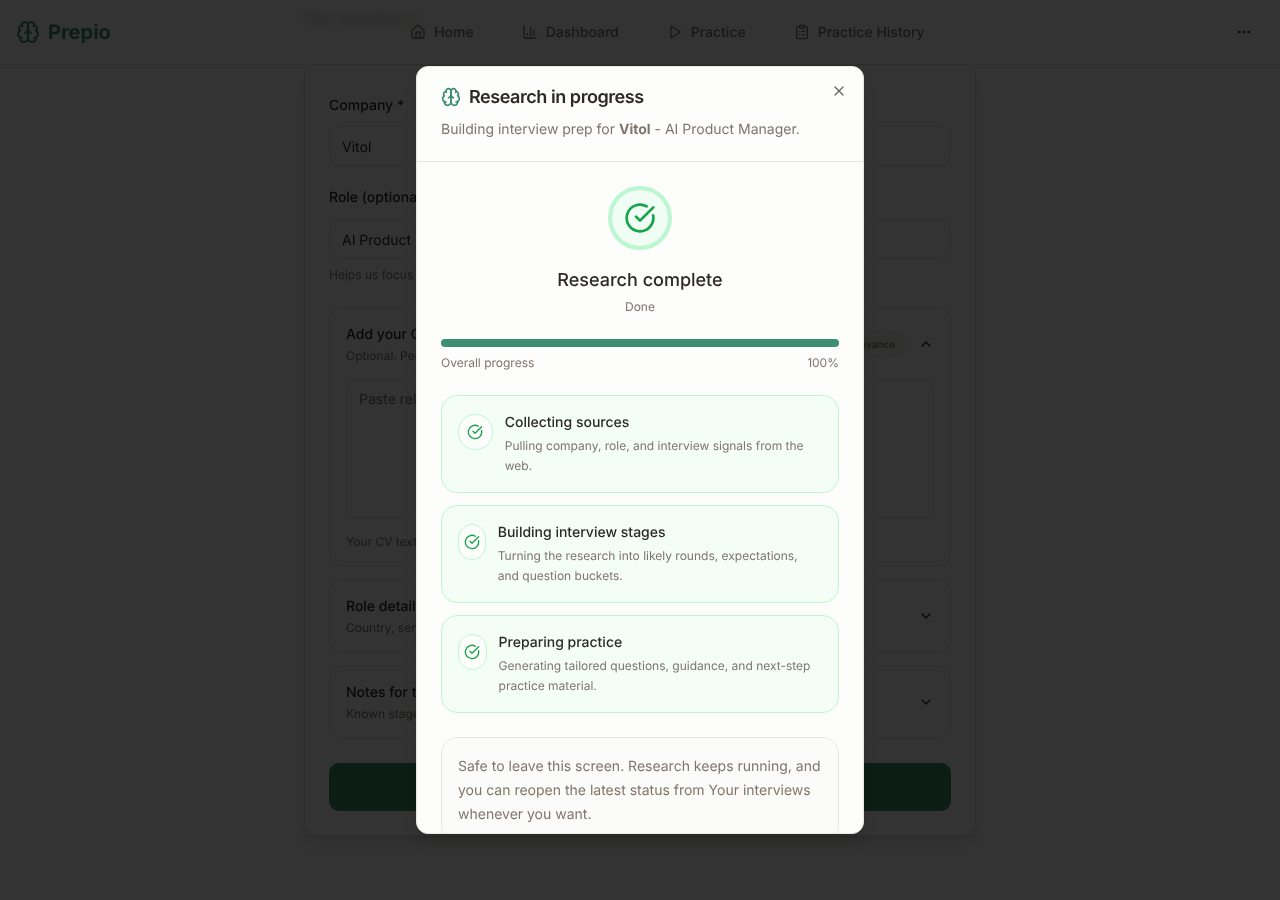 Prepio
Home
Dashboard
Practice
Practice History
Company *
Vitol
Role (optiona
AI Product
Helps us focus
Add your
Optional.
vance
Paste rel
Your CV text
Role detail
Country, sen
Notes for t
Known stage
Research in progress
Building interview prep for Vitol - AI Product Manager.
Research complete
Done
Overall progress
100%
Collecting sources
Pulling company, role, and interview signals from the
web.
Building interview stages
Turning the research into likely rounds, expectations,
and question buckets.
Preparing practice
Generating tailored questions, guidance, and next-step
practice material.
Safe to leave this screen. Research keeps running, and
you can reopen the latest status from Your interviews
whenever you want.